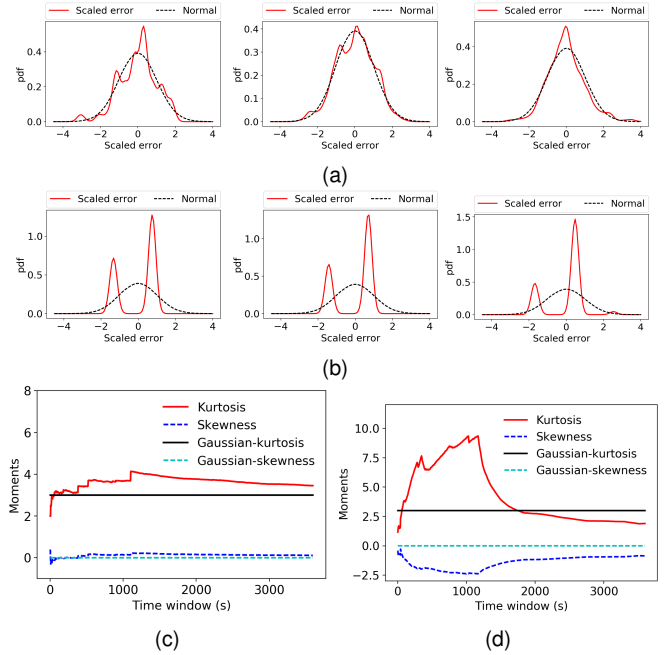 Scaled error Normal Scaled error Normal Scaled error Normal
pdf 0.4 0.2 0.0 pdf 0.4 0.3 0.2 0.1 0.0 pdf 0.4 0.2 0.0
−4 −2 0 2 4 −4 −2 0 2 4 −4 −2 0 2 4
Scaled error Scaled error Scaled error
(a)
Scaled error Normal Scaled error Normal Scaled error Normal
pdf 1.0 0.5 0.0 pdf 1.0 0.5 0.0 pdf 1.5 1.0 0.5 0.0
−4 −2 0 2 4 −4 −2 0 2 4 −4 −2 0 2 4
Scaled error Scaled error Scaled error
(b)
Moments
8
6
4
2
0
Kurtosis
Skewness
Gaussian-kurtosis
Gaussian-skewness
0 1000 2000 3000
Time window (s)
(c)
Moments
10.0
7.5
5.0
2.5
0.0
−2.5
Kurtosis
Skewness
Gaussian-kurtosis
Gaussian-skewness
0 1000 2000 3000
Time window (s)
(d)